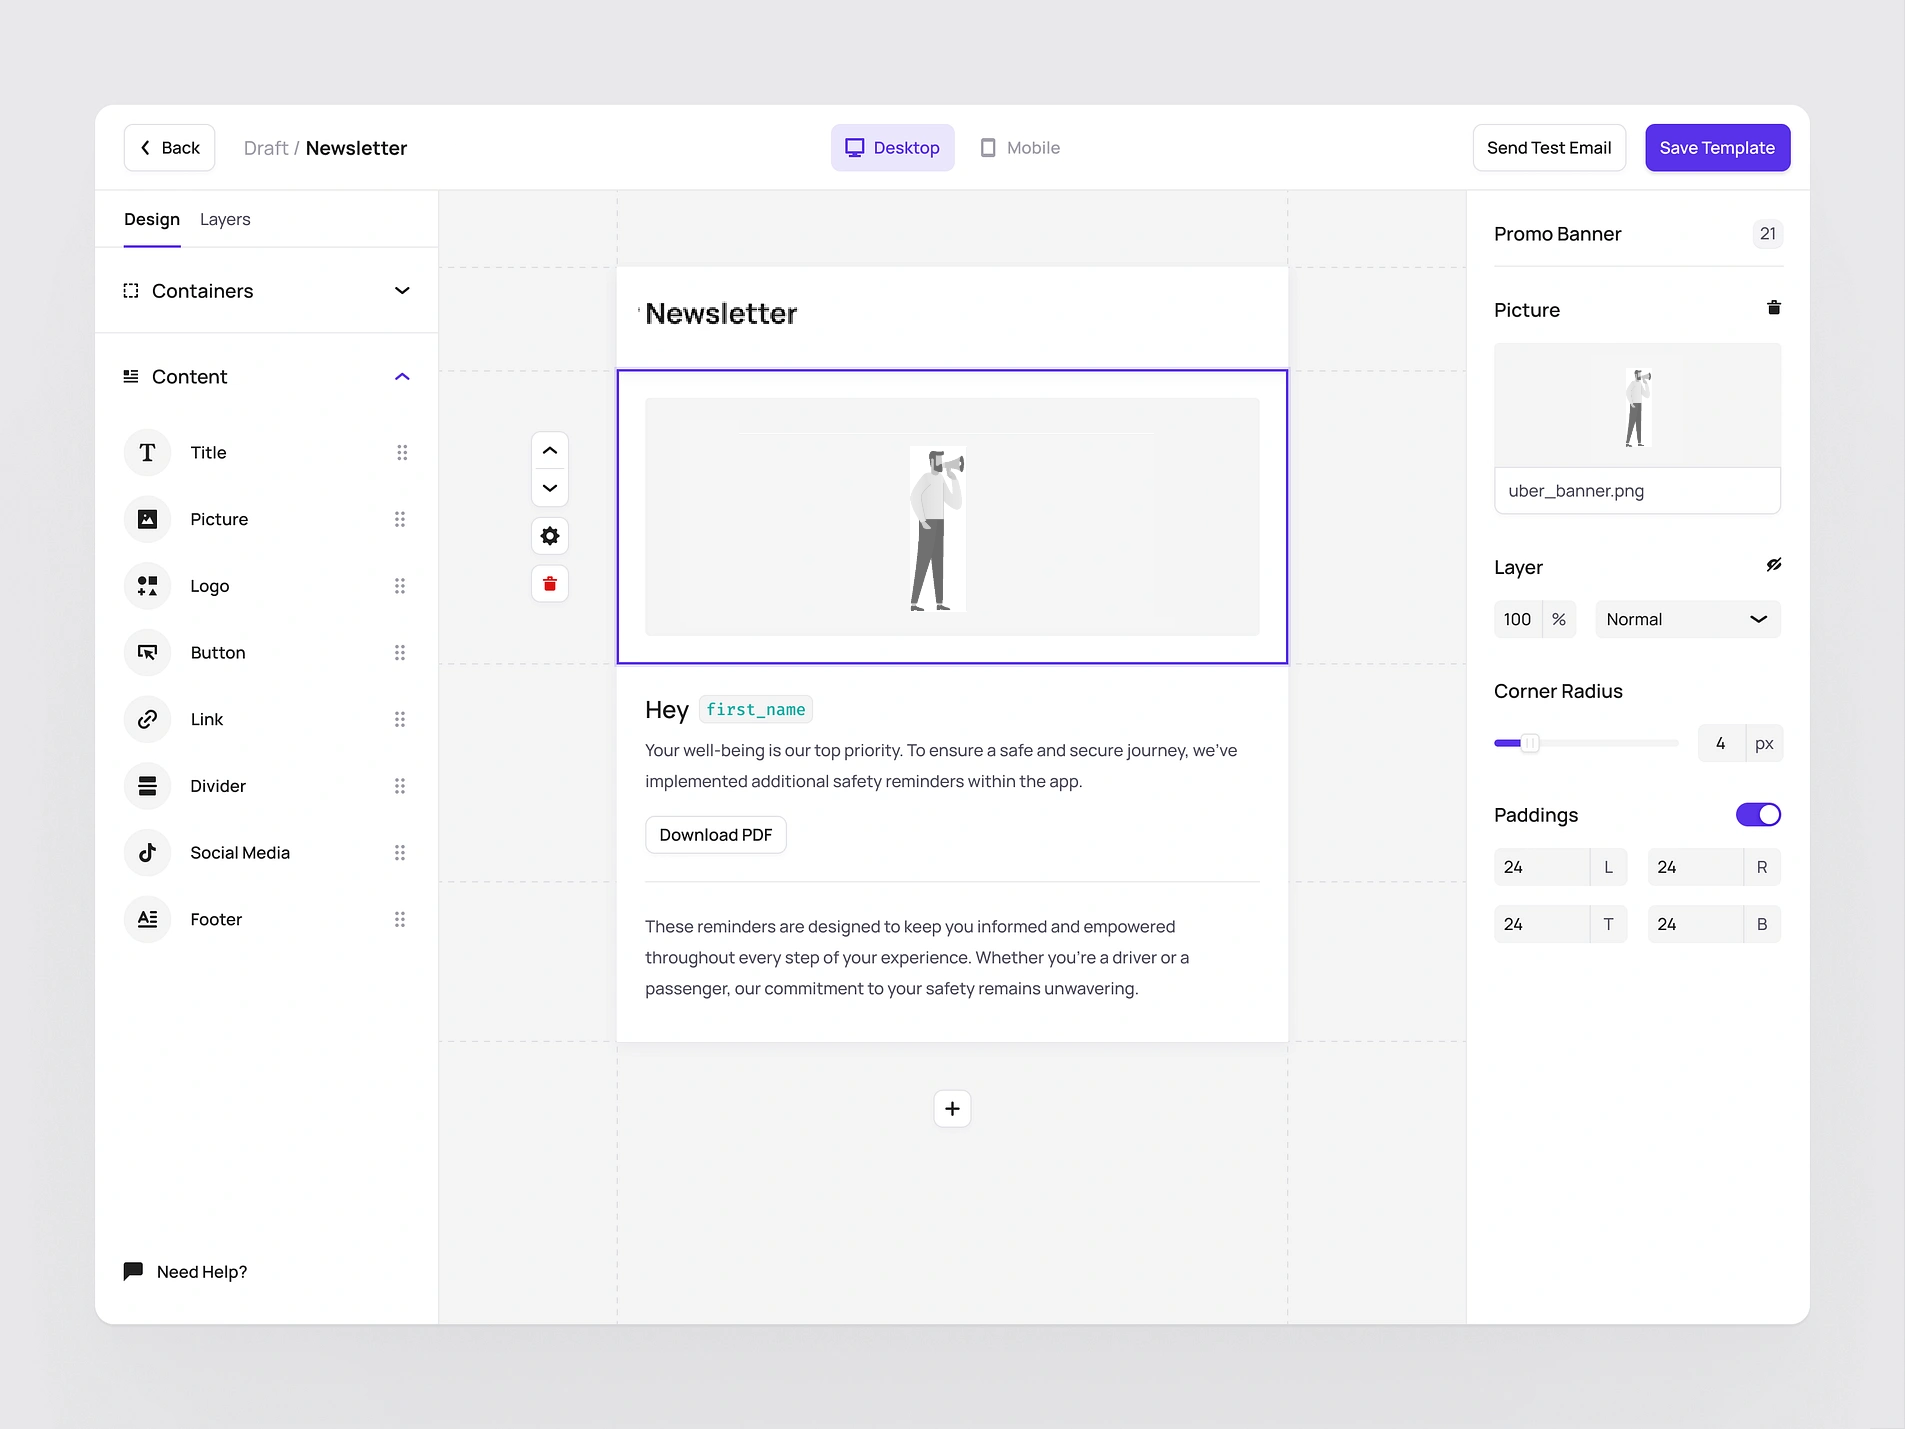 Back
Draft / Newsletter
Desktop
Mobile
Send Test Email
Save Template
Design
Layers
Containers
Content
Title
Picture
Logo
Button
Link
Divider
Social Media
Footer
Need Help?
Newsletter
Hey first_name
Your well-being is our top priority. To ensure a safe and secure journey, we've
implemented additional safety reminders within the app.
Download PDF
These reminders are designed to keep you informed and empowered
throughout every step of your experience. Whether you're a driver or a
passenger, our commitment to your safety remains unwavering.
Promo Banner 21
Picture
uber_banner.png
Layer
100 % Normal
Corner Radius
4 px
Paddings
24 L 24 R
24 T 24 B